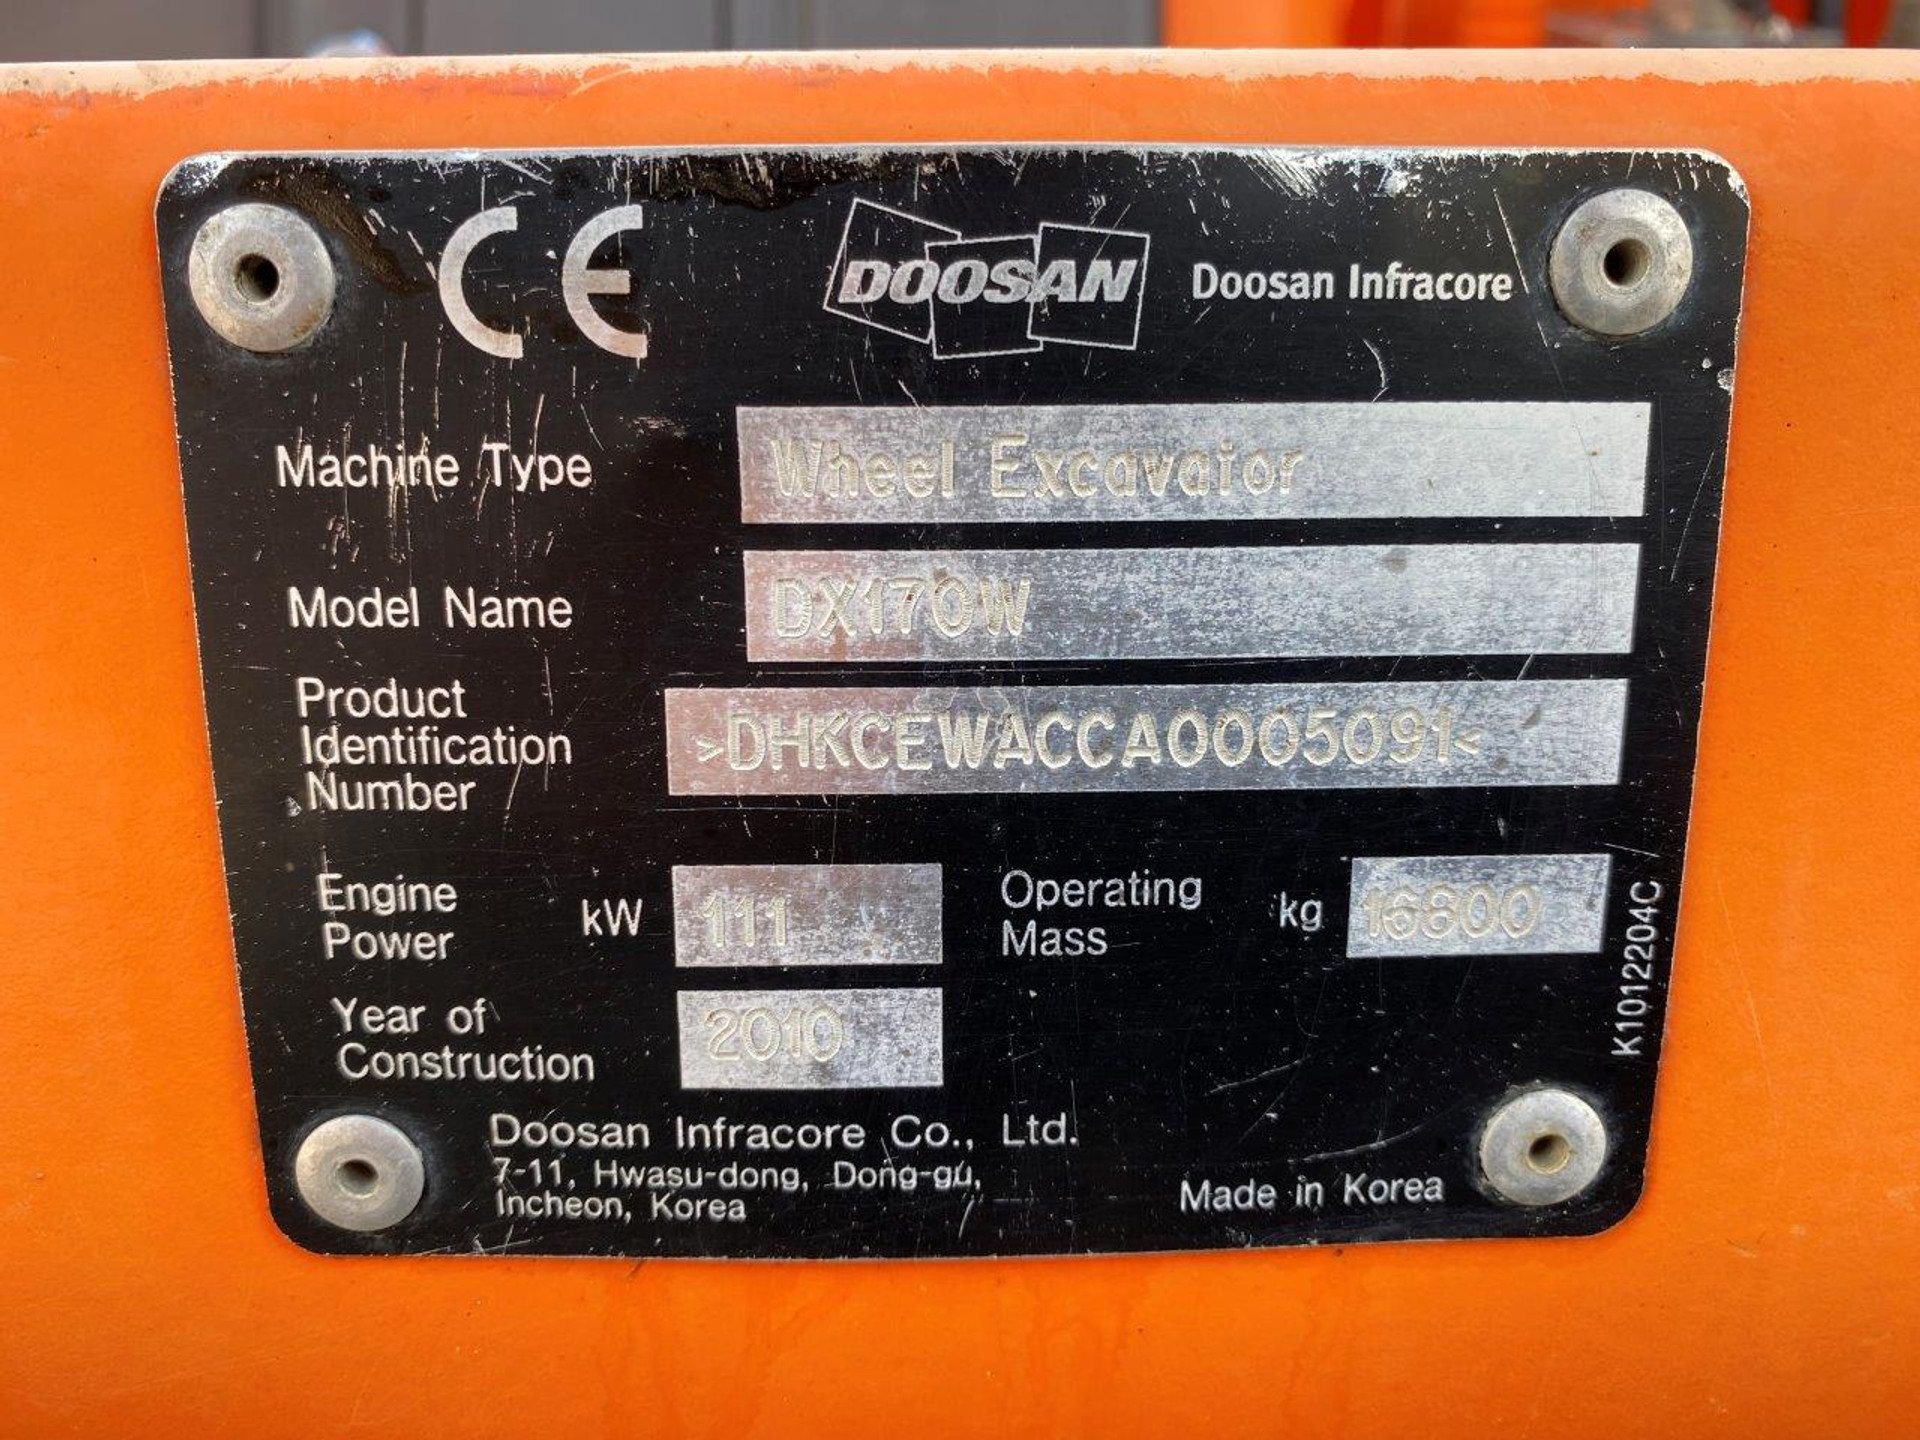 CE DOOSAN Doosan Infracore
Machine Type Wheel Excavator
Model Name DX170W
Product
Identification
Number
>DHKCEWACCA0005091<
Engine
Power
kW 111
Operating
Mass
kg 16600
Year of
Construction
2010
K1012204C
Doosan Infracore Co., Ltd.
7-11, Hwasu-dong, Dong-gu,
Incheon, Korea
Made in Korea